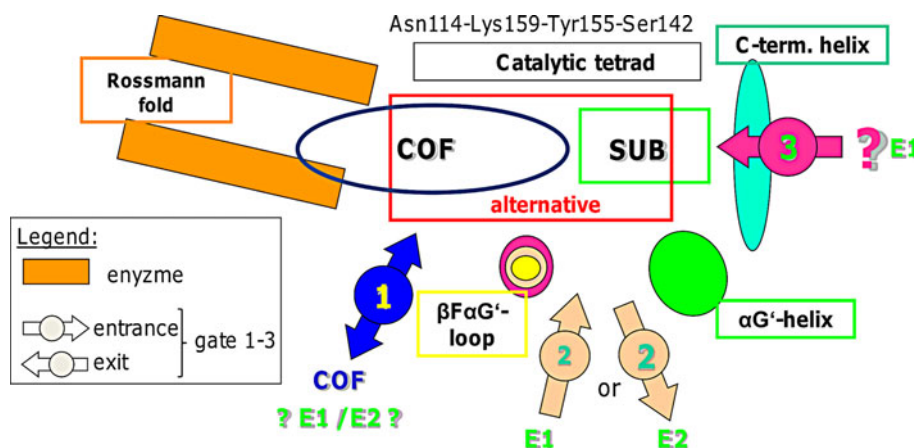 Asn114-Lys159-Tyr155-Ser142
Catalytic tetrad
C-term. helix
Rossmann
fold
COF
SUB
3
? E1
alternative
Legend:
enyzme
entrance
exit
gate 1-3
1
COF
? E1 /E2 ?
βFαG‘-
loop
2
or
2
E1
E2
αG‘-helix